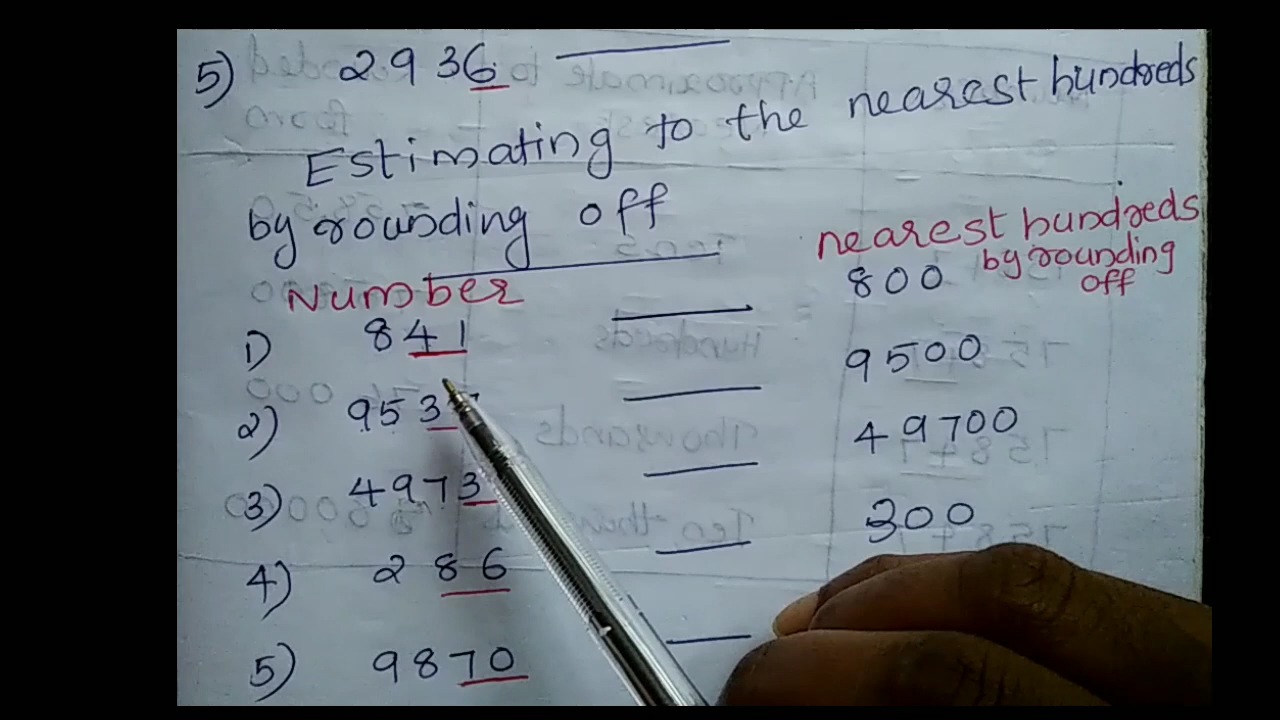 5) 2936
Estimating to the nearest hundreds
by rounding off
Number nearest hundreds
by rounding
off
1) 841 800
2) 953 9500
3) 4973 49700
4) 286 300
5) 9870